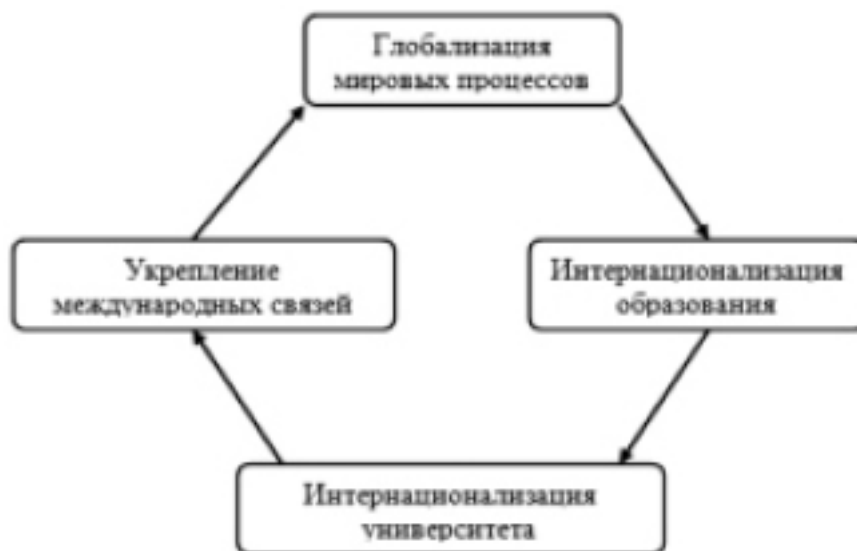 Глобализация
мировых процессов
Укрепление
международных связей
Интернационализация
образования
Интернационализация
университета